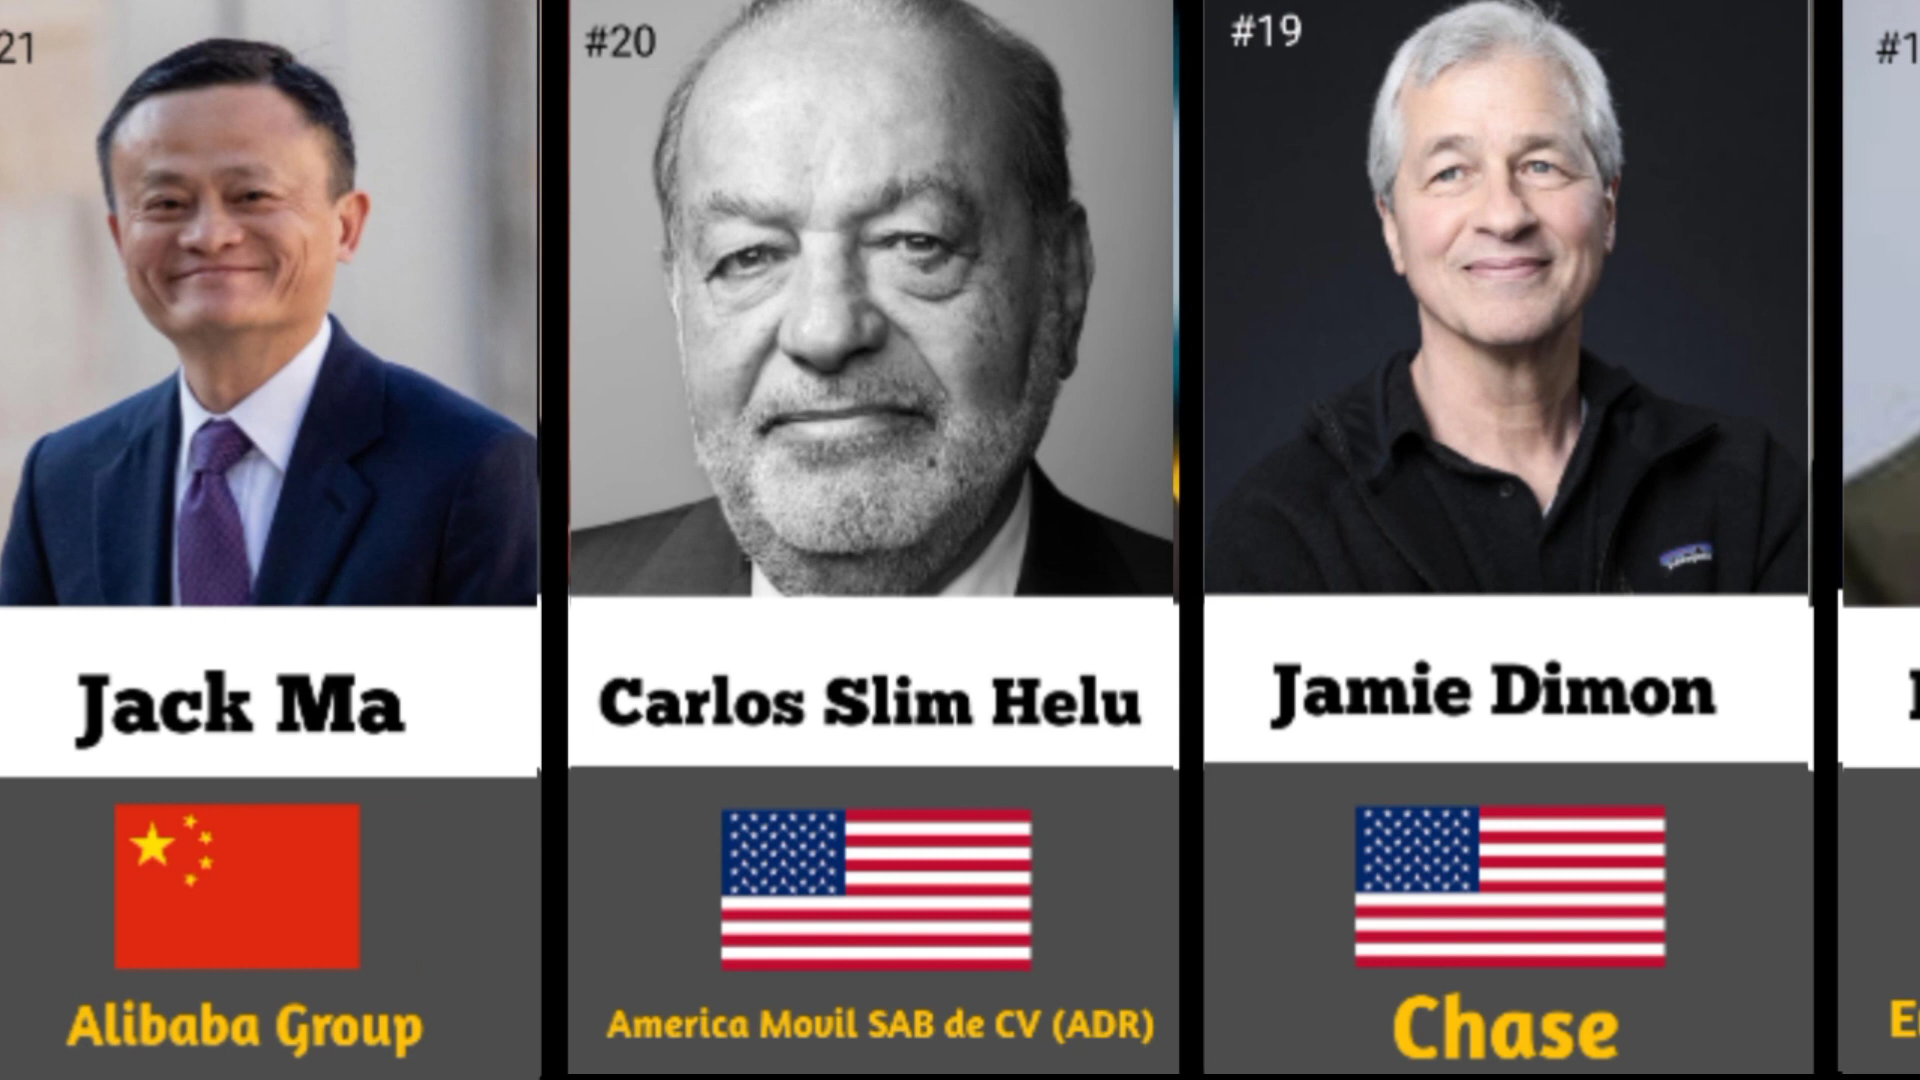 21
#20
#19
#1
Jack Ma
Carlos Slim Helu
Jamie Dimon
Alibaba Group
America Movil SAB de CV (ADR)
Chase
E